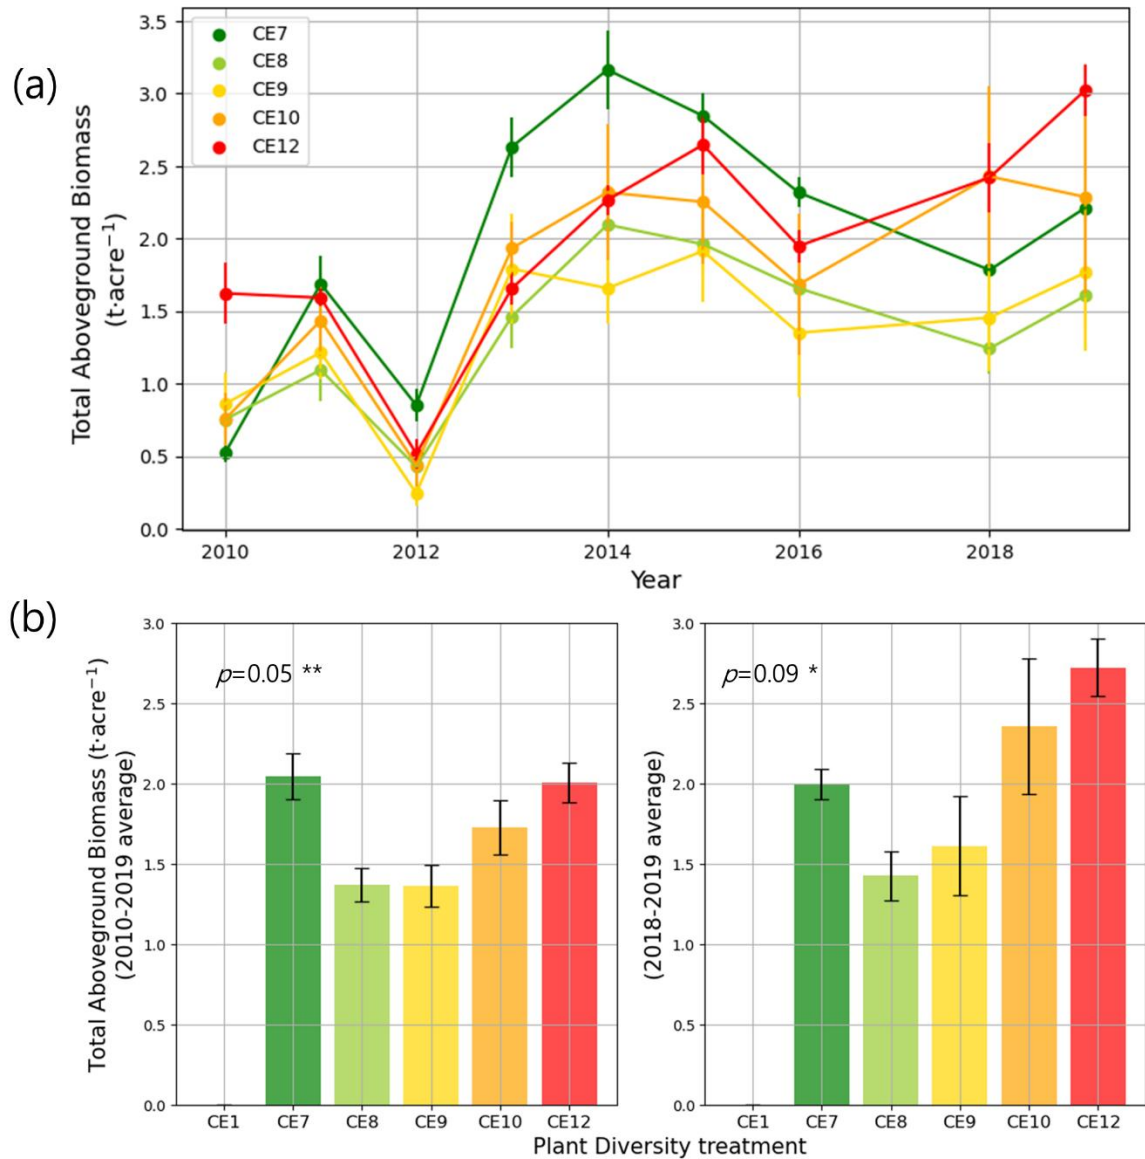 (a)
Total Aboveground Biomass
(t·acre⁻¹)
3.5
3.0
2.5
2.0
1.5
1.0
0.5
0.0
CE7
CE8
CE9
CE10
CE12
2010
2012
2014
2016
2018
Year
(b)
Total Aboveground Biomass (t·acre⁻¹)
(2010-2019 average)
3.0
2.5
2.0
1.5
1.0
0.5
0.0
p=0.05 **
CE1
CE7
CE8
CE9
CE10
CE12
(2018-2019 average)
3.0
2.5
2.0
1.5
1.0
0.5
0.0
p=0.09 *
CE1
CE7
CE8
CE9
CE10
CE12
Plant Diversity treatment